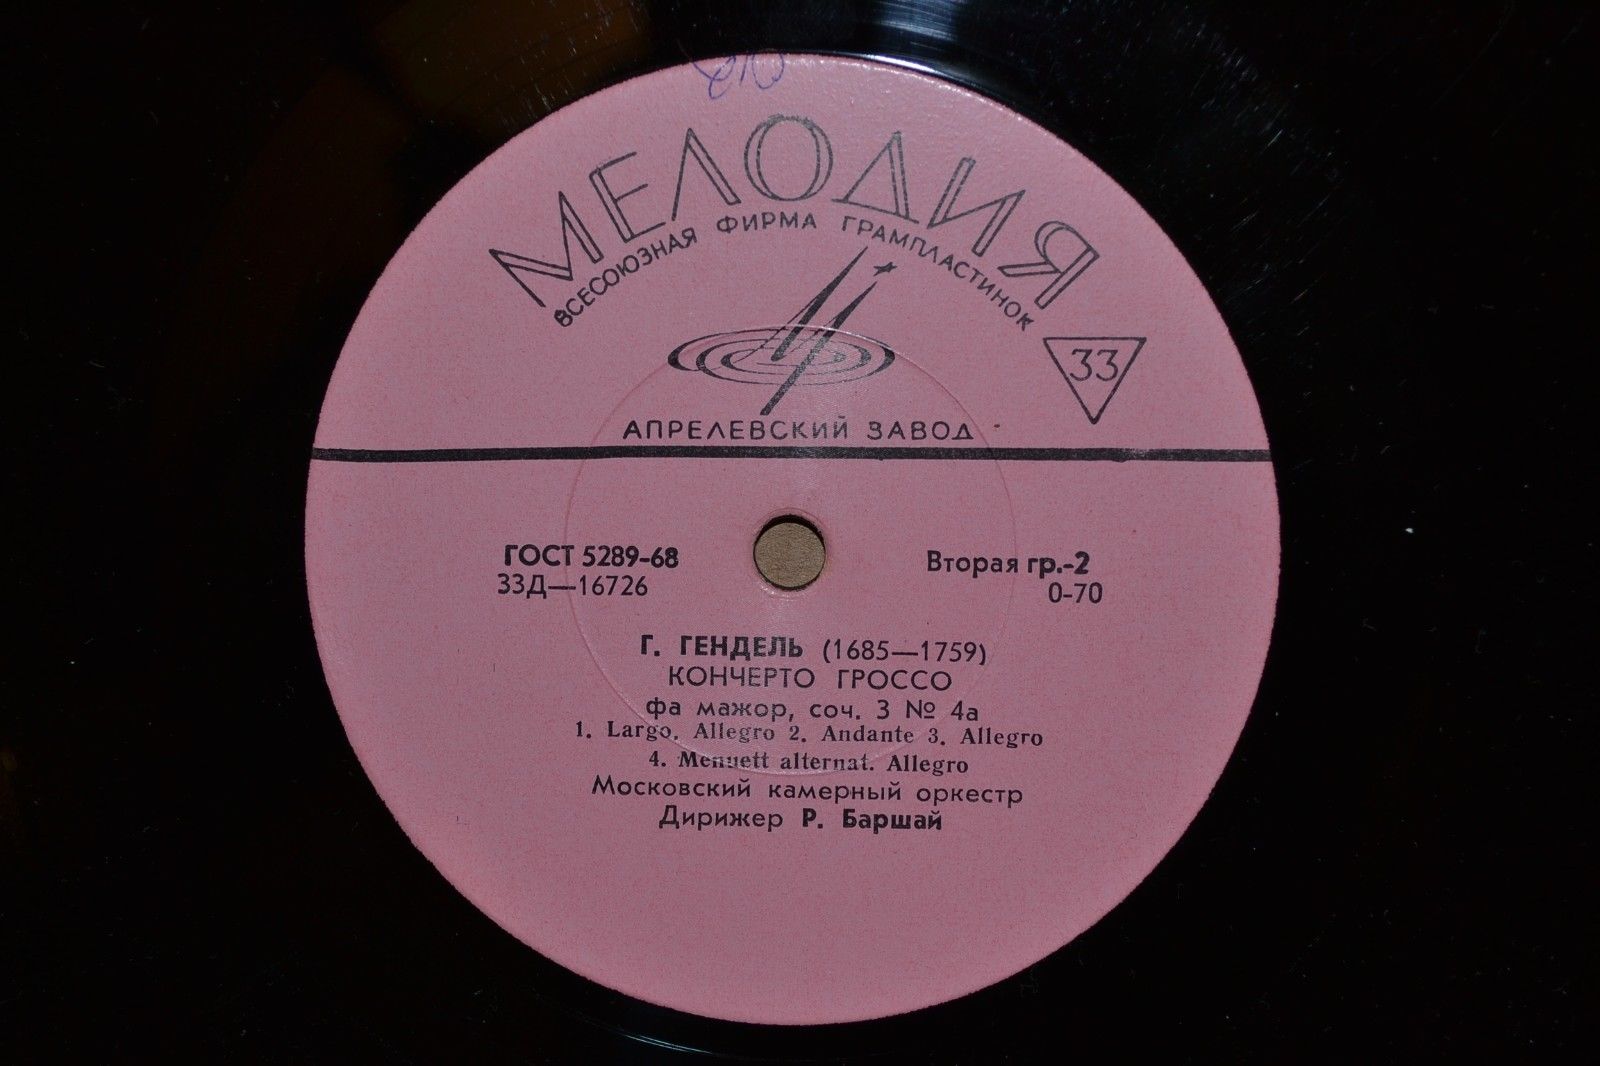 МЕЛОДИЯ
ВСЕСОЮЗНАЯ ФИРМА ГРАМПЛАСТИНОК
33
АПРЕЛЕВСКИЙ ЗАВОД
ГОСТ 5289-68
Вторая гр.-2
33Д—16726
0-70
Г. ГЕНДЕЛЬ (1685—1759)
КОНЧЕРТО ГРОССО
фа мажор, соч. 3 № 4а
1. Largo. Allegro 2. Andante 3. Allegro
4. Menuett alternat. Allegro
Московский камерный оркестр
Дирижер Р. Баршай